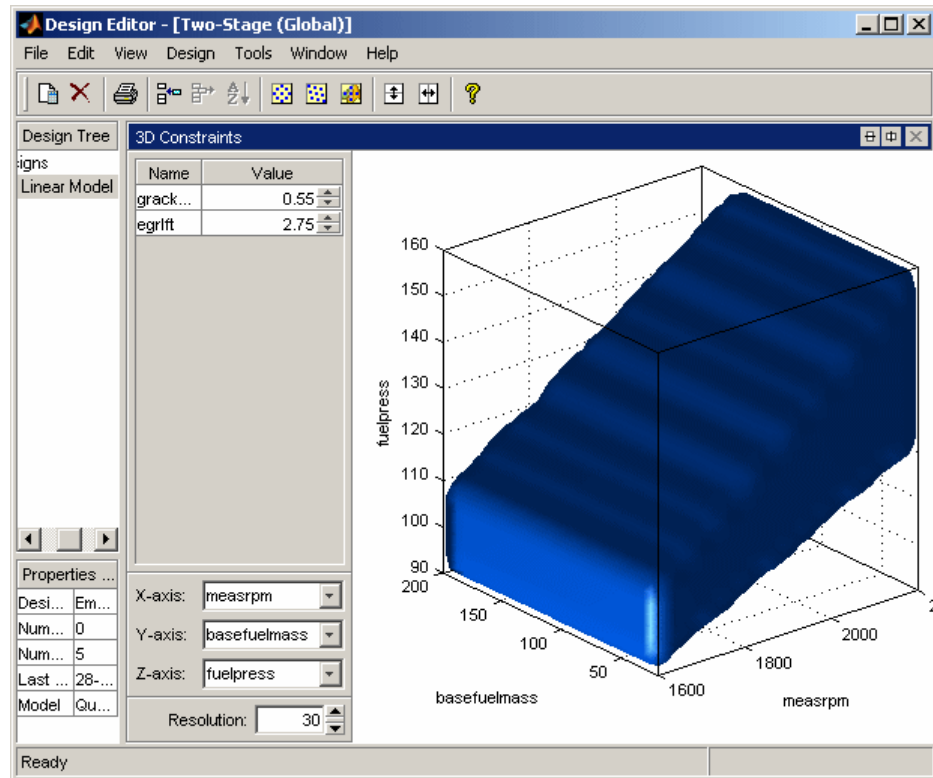 Design Editor - [Two-Stage (Global)]
File Edit View Design Tools Window Help
Design Tree
igns
Linear Model
3D Constraints
Name Value
grack... 0.55
egrlft 2.75
Properties ...
Desi... Em...
Num... 0
Num... 5
Last ... 28-...
Model Qu...
X-axis: measrpm
Y-axis: basefuelmass
Z-axis: fuelpress
Resolution: 30
160
150
140
130
120
110
100
90
fuelpress
200
150
100
50
basefuelmass
1600
1800
2000
2
measrpm
Ready